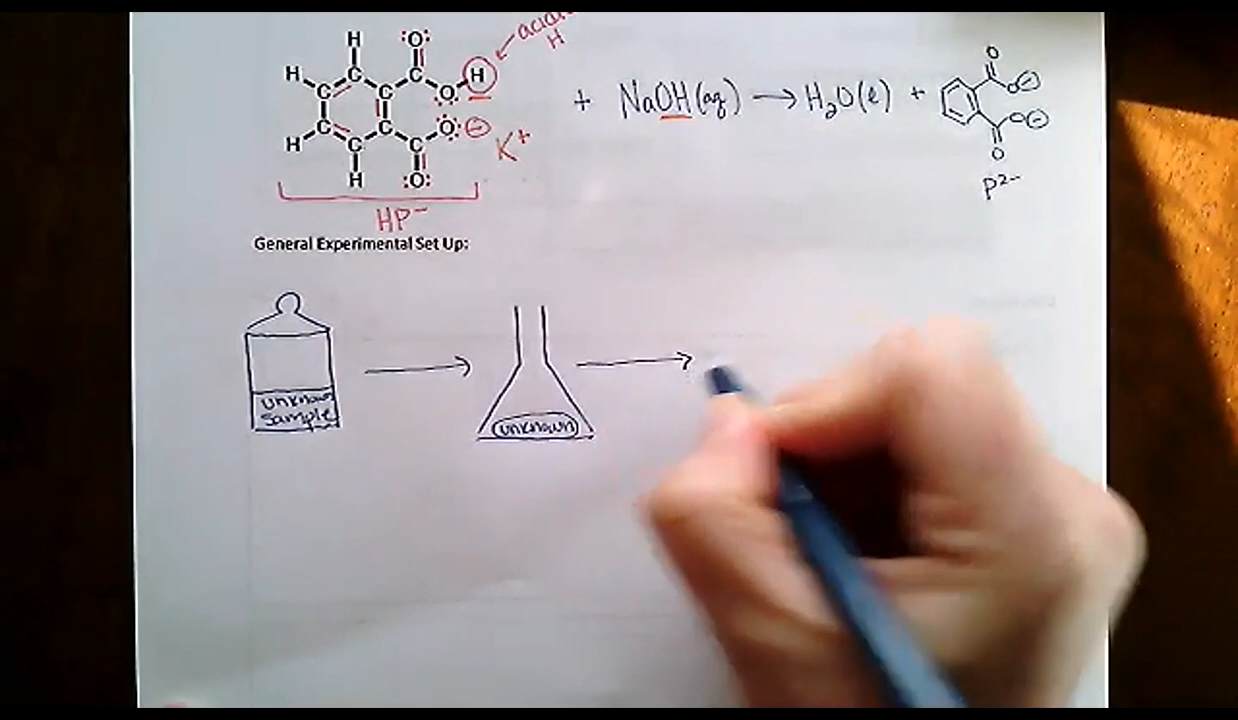 H :O: acidic
H
H C C C O H
C C
C C O: ⊖
H C C K+
H :O:
+ NaOH(aq) → H₂O(l) +
O
O⊖
O⊖
O
P²⁻
HP⁻
General Experimental Set Up:
unknown
sample
unknown